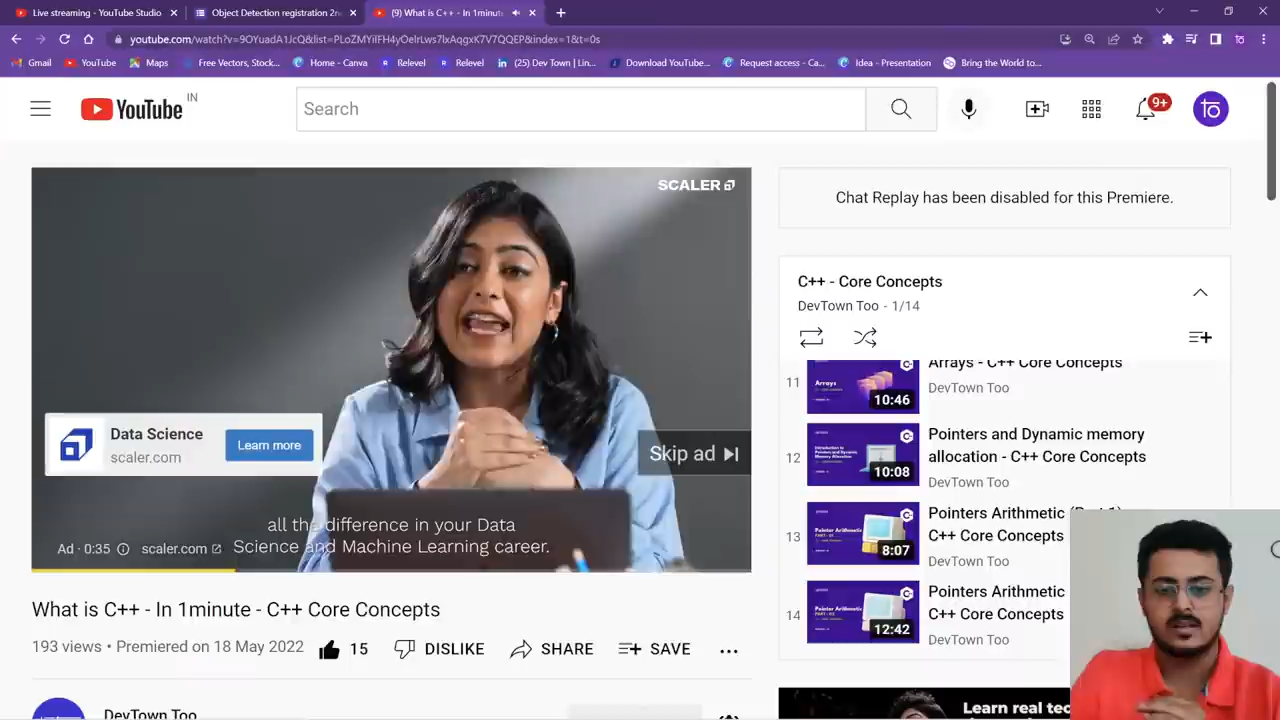 Live streaming - YouTube Studio
Object Detection registration 2n
(9) What is C++ - In 1minute
youtube.com/watch?v=9OYuadA1JcQ&list=PLoZMYiIFH4yOelrLws7lxAqgxK7V7QQEP&index=1&t=0s
Gmail
YouTube
Maps
Free Vectors, Stock...
Home - Canva
Relevel
Relevel
(25) Dev Town | Lin...
Download YouTube...
Request access - Ca...
Idea - Presentation
Bring the World to...
YouTube
IN
Search
9+
to
SCALER
Data Science
scaler.com
Learn more
Skip ad
all the difference in your Data
Science and Machine Learning career.
Ad · 0:35
scaler.com
What is C++ - In 1minute - C++ Core Concepts
193 views • Premiered on 18 May 2022
15
DISLIKE
SHARE
SAVE
DevTown Too
Chat Replay has been disabled for this Premiere.
C++ - Core Concepts
DevTown Too - 1/14
11
Arrays
10:46
Arrays - C++ Core Concepts
DevTown Too
12
10:08
Pointers and Dynamic memory
allocation - C++ Core Concepts
DevTown Too
13
8:07
Pointers Arithmetic (Part 1)
C++ Core Concepts
DevTown Too
14
12:42
Pointers Arithmetic
C++ Core Concepts
DevTown Too
Learn real tec